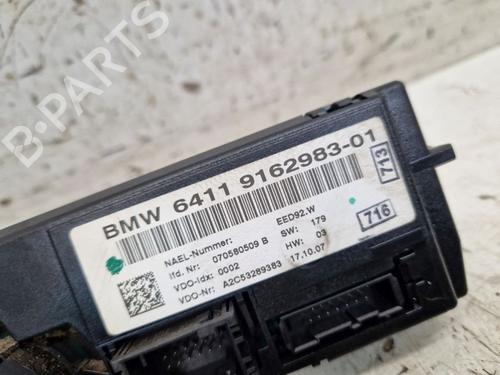 B-PARTS
BMW 6411 9162983-01
713
716
NAEL-Nummer: EED92.W
lfd. Nr: 070580509 B SW: 179
VDO-Idx: 0002 HW: 03
VDO-Nr: A2C53289383 17.10.07